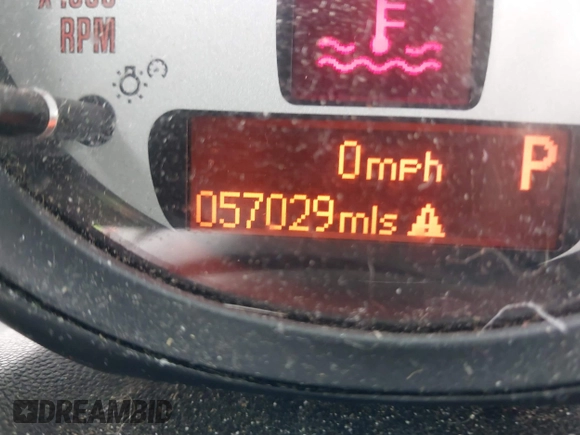 x1000
RPM
0mph P
057029mls
DREAMBID